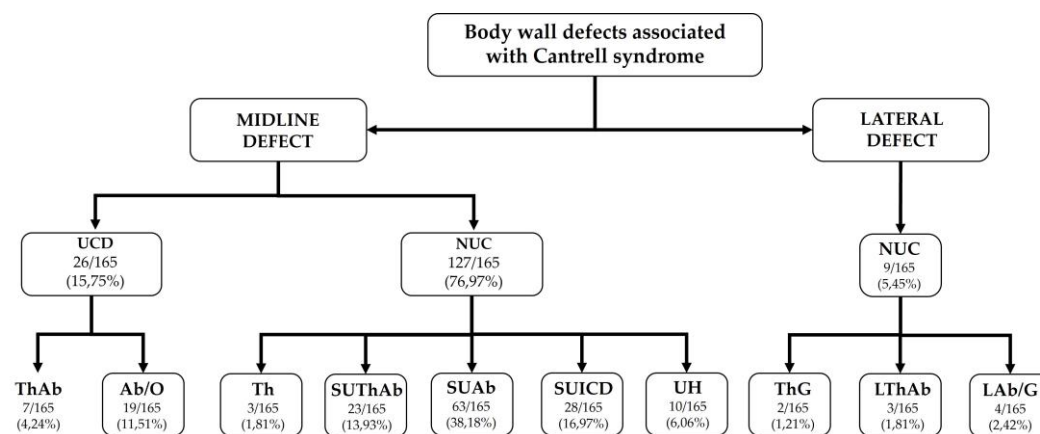 Body wall defects associated
with Cantrell syndrome
MIDLINE
DEFECT
LATERAL
DEFECT
UCD
26/165
(15,75%)
NUC
127/165
(76,97%)
NUC
9/165
(5,45%)
ThAb
7/165
(4,24%)
Ab/O
19/165
(11,51%)
Th
3/165
(1,81%)
SUThAb
23/165
(13,93%)
SUAb
63/165
(38,18%)
SUICD
28/165
(16,97%)
UH
10/165
(6,06%)
ThG
2/165
(1,21%)
LThAb
3/165
(1,81%)
LAb/G
4/165
(2,42%)